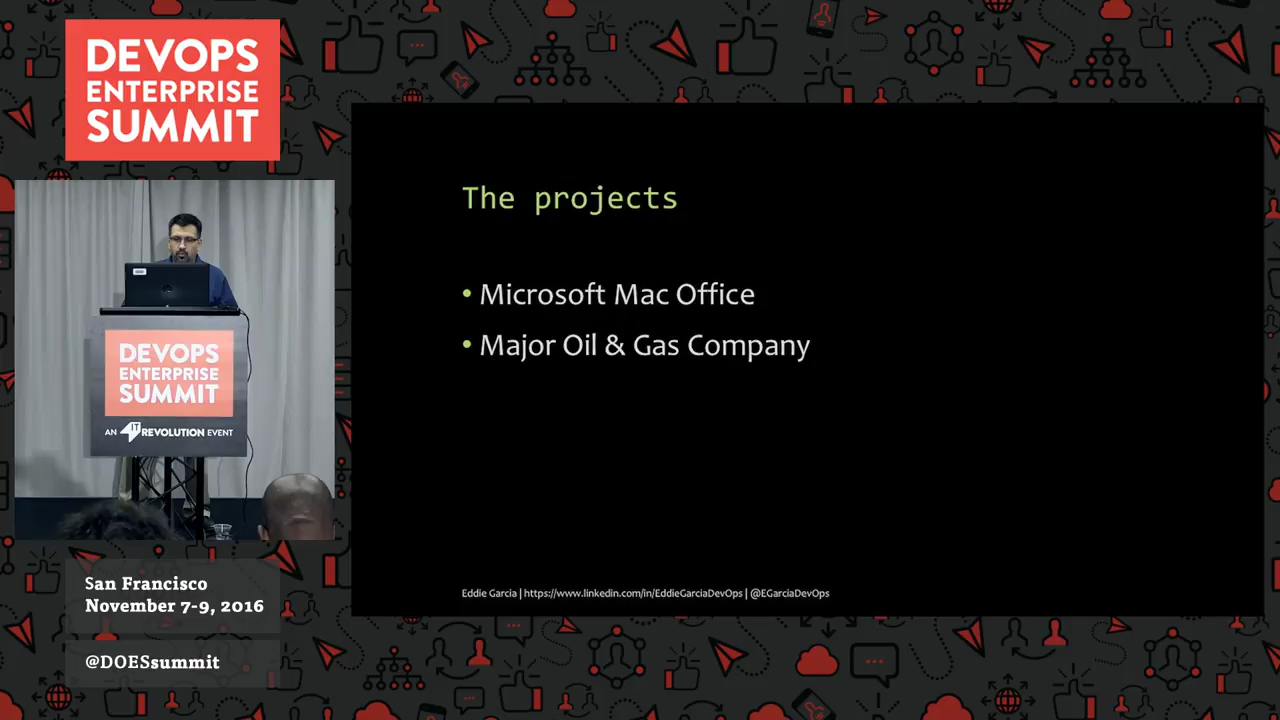 DEVOPS
ENTERPRISE
SUMMIT
The projects
• Microsoft Mac Office
• Major Oil & Gas Company
Eddie Garcia | https://www.linkedin.com/in/EddieGarciaDevOps | @EGarciaDevOps
DEVOPS
ENTERPRISE
SUMMIT
AN IT REVOLUTION EVENT
San Francisco
November 7-9, 2016
@DOESsummit